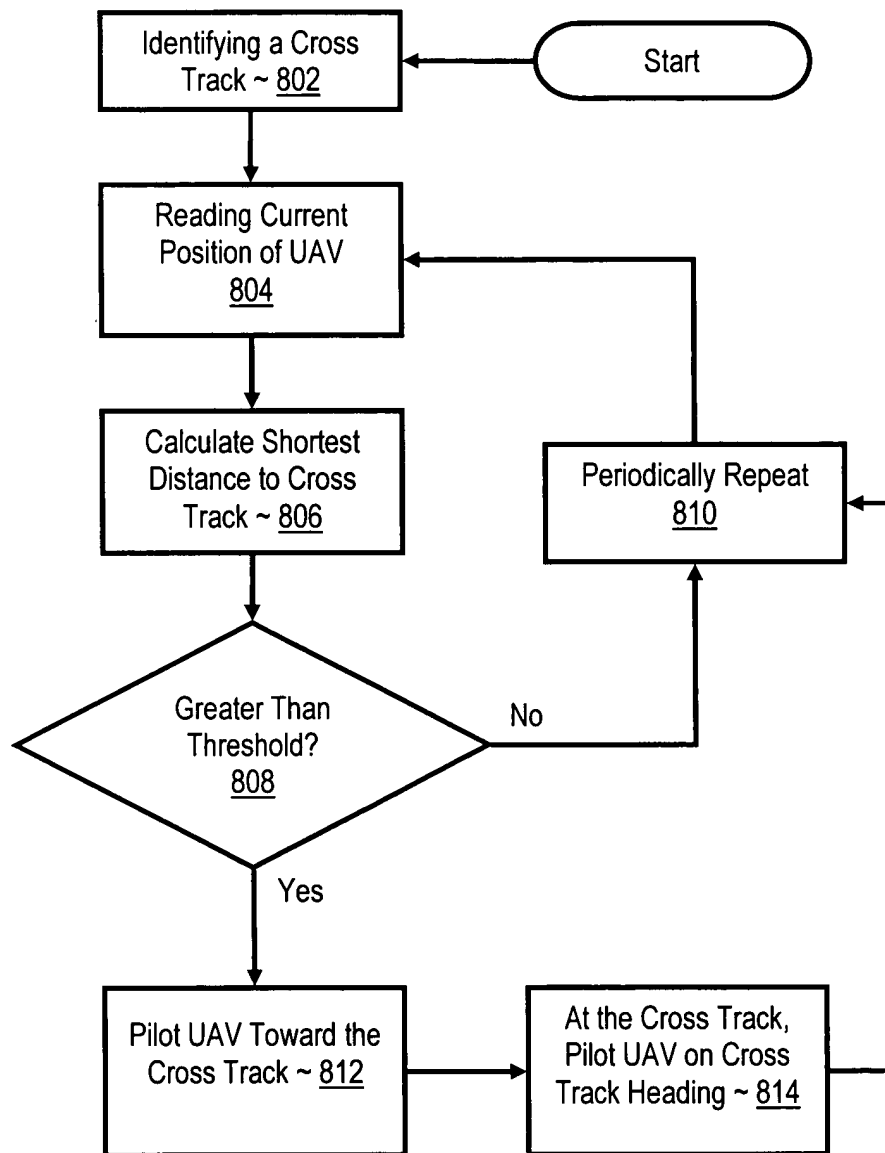 Start
Identifying a Cross
Track ~ 802
Reading Current
Position of UAV
804
Calculate Shortest
Distance to Cross
Track ~ 806
Periodically Repeat
810
Greater Than
Threshold?
808
No
Yes
Pilot UAV Toward the
Cross Track ~ 812
At the Cross Track,
Pilot UAV on Cross
Track Heading ~ 814